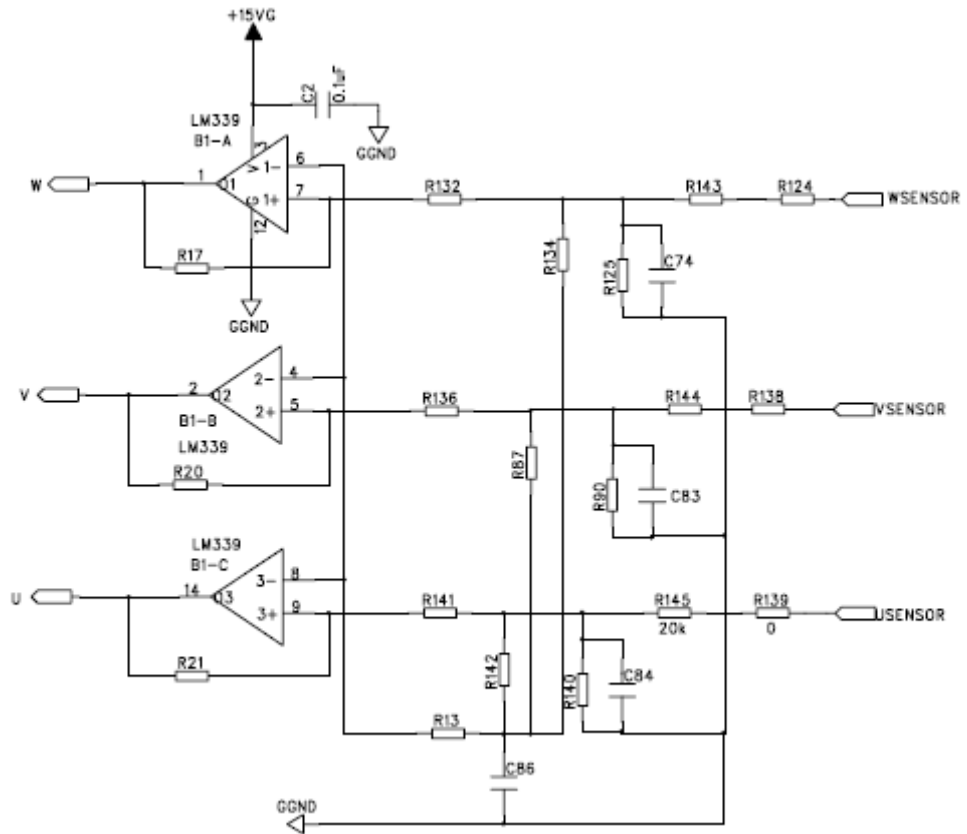 +15VG
C2
0.1uF
LM339
B1-A
GGND
3
V
1-
6
W
1
O1
1+
7
G
12
R132
R143
R124
WSENSOR
R17
R134
R125
C74
GGND
V
2
O2
2-
4
2+
5
B1-B
LM339
R136
R144
R138
VSENSOR
R20
R87
R90
C83
LM339
B1-C
U
14
O3
3-
8
3+
9
R141
R145
20k
R139
0
USENSOR
R21
R142
R140
C84
R13
C86
GGND